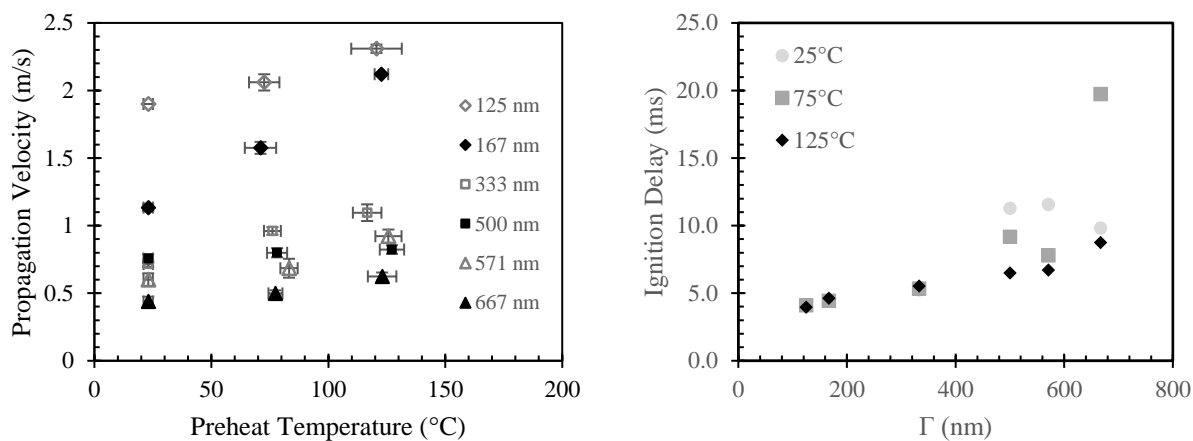 2.5
2
1.5
1
0.5
0
0 50 100 150 200
Propagation Velocity (m/s)
Preheat Temperature (°C)
125 nm
167 nm
333 nm
500 nm
571 nm
667 nm
25.0
20.0
15.0
10.0
5.0
0.0
0 200 400 600 800
Ignition Delay (ms)
Γ (nm)
25°C
75°C
125°C